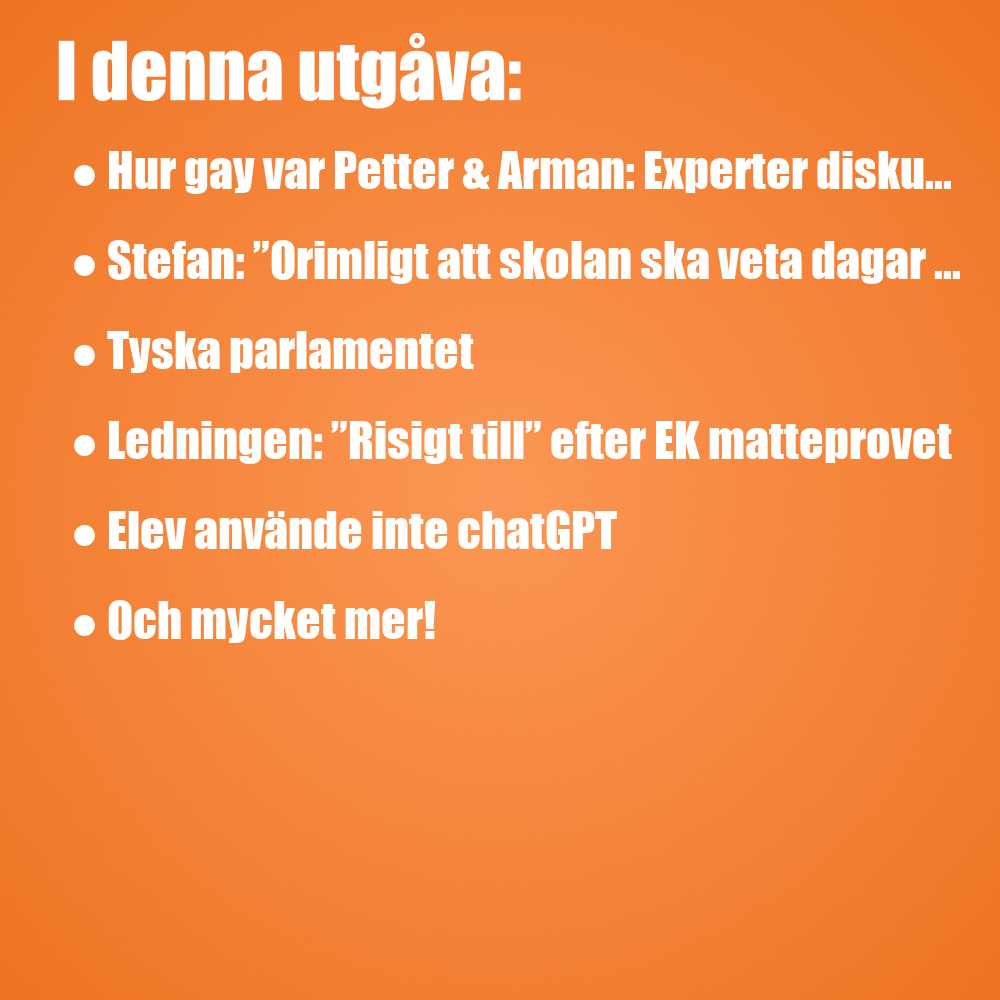 I denna utgåva:
• Hur gay var Petter & Arman: Experter disku...
• Stefan: ”Orimligt att skolan ska veta dagar ...
• Tyska parlamentet
• Ledningen: ”Risigt till” efter EK matteprovet
• Elev använde inte chatGPT
• Och mycket mer!